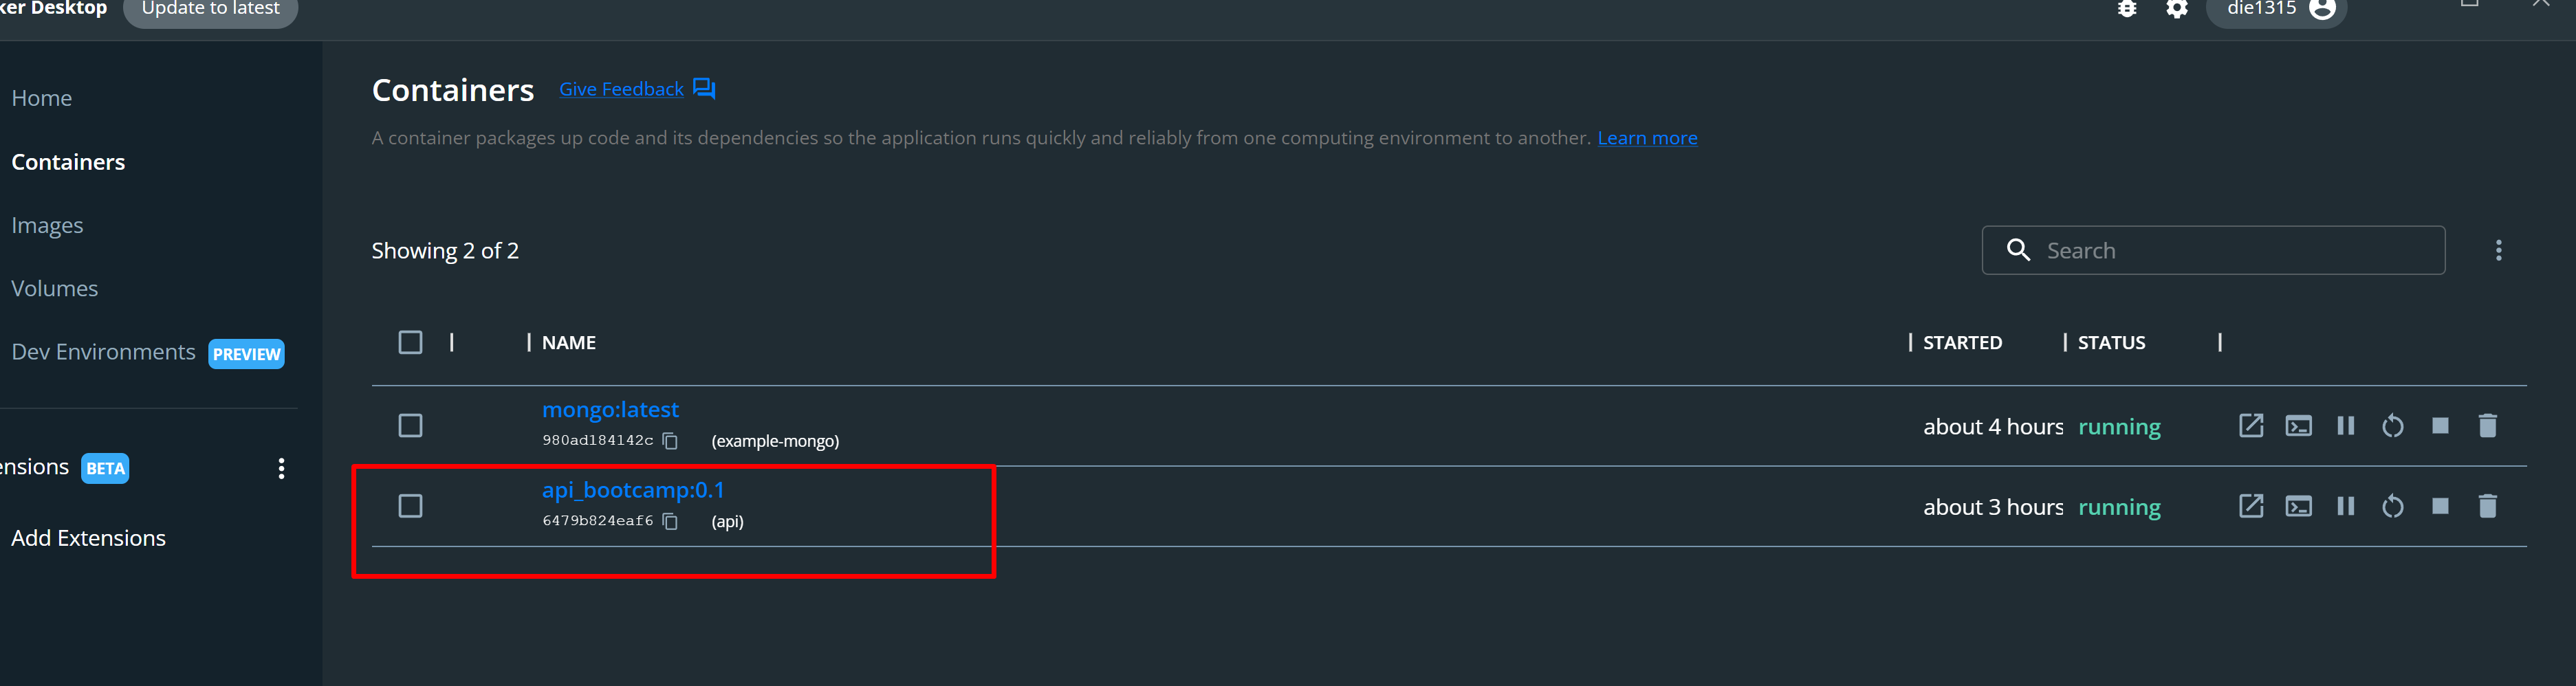 ker Desktop Update to latest die1315
Home
Containers
Images
Volumes
Dev Environments PREVIEW
ensions BETA
Add Extensions
Containers Give Feedback
A container packages up code and its dependencies so the application runs quickly and reliably from one computing environment to another. Learn more
Showing 2 of 2 Search
NAME STARTED STATUS
mongo:latest
980ad184142c (example-mongo) about 4 hours running
api_bootcamp:0.1
6479b824eaf6 (api) about 3 hours running